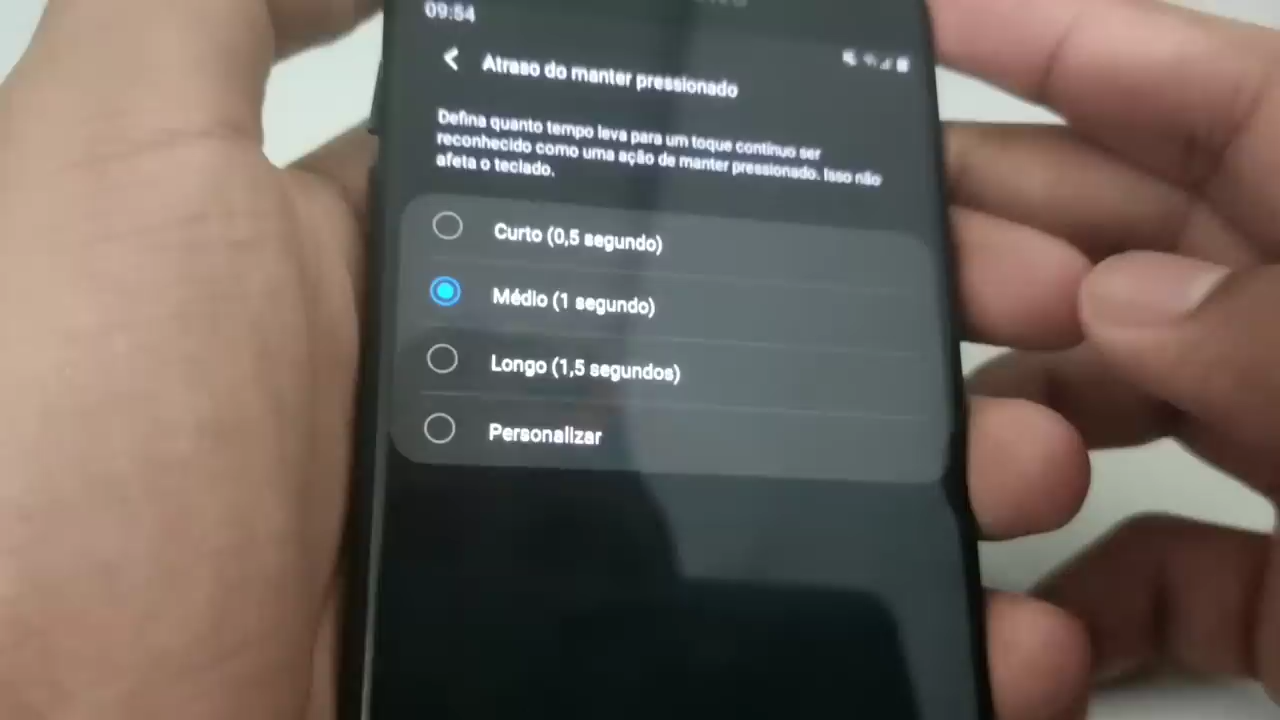 09:54
Atraso do manter pressionado
Defina quanto tempo leva para um toque contínuo ser
reconhecido como uma ação de manter pressionado. Isso não
afeta o teclado.
Curto (0,5 segundo)
Médio (1 segundo)
Longo (1,5 segundos)
Personalizar